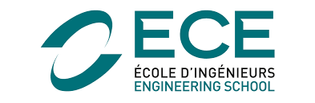 ECE
ÉCOLE D'INGÉNIEURS
ENGINEERING SCHOOL